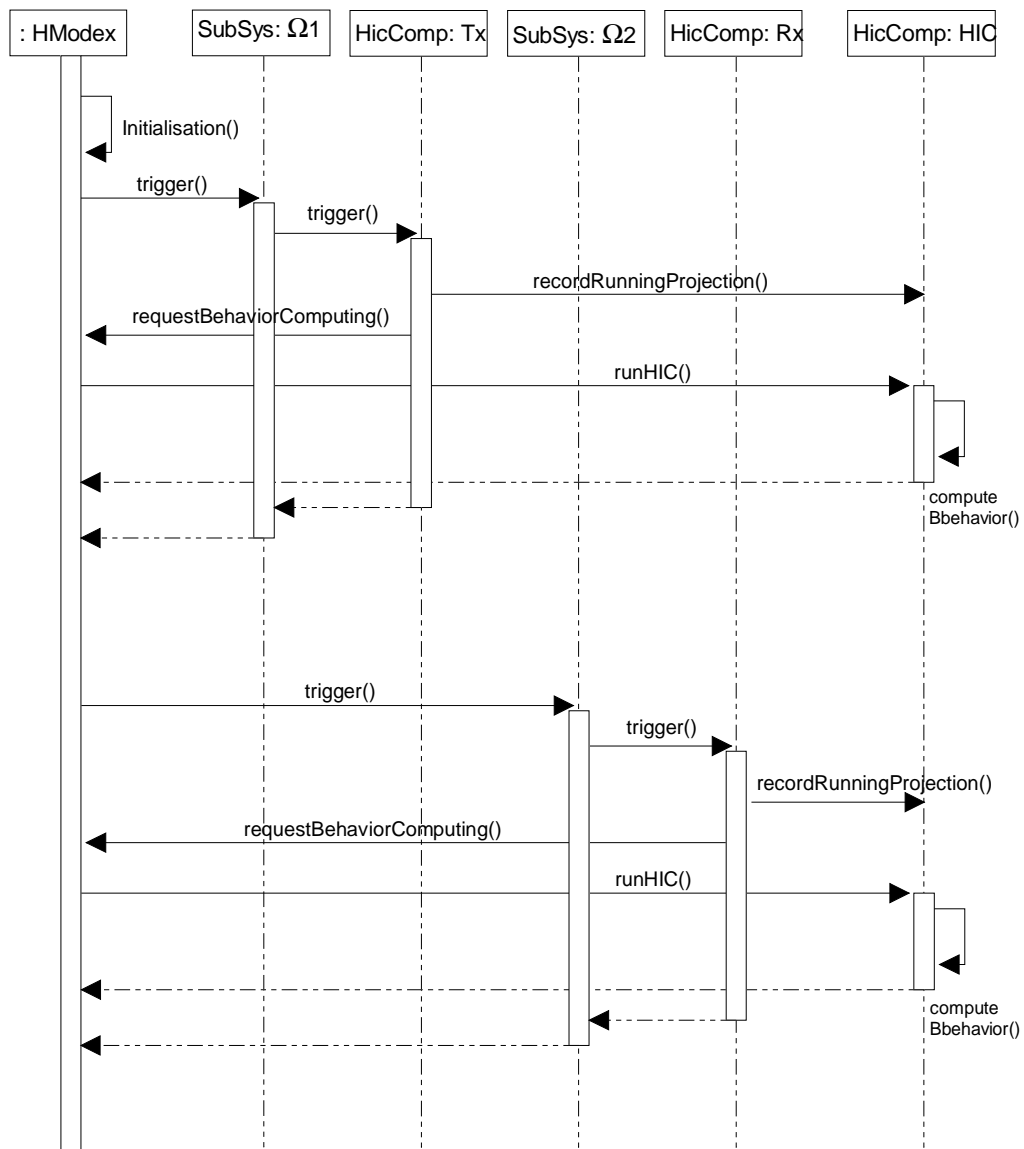 : HModex
SubSys: Ω1
HicComp: Tx
SubSys: Ω2
HicComp: Rx
HicComp: HIC
Initialisation()
trigger()
trigger()
recordRunningProjection()
requestBehaviorComputing()
runHIC()
compute
Bbehavior()
trigger()
trigger()
recordRunningProjection()
requestBehaviorComputing()
runHIC()
compute
Bbehavior()